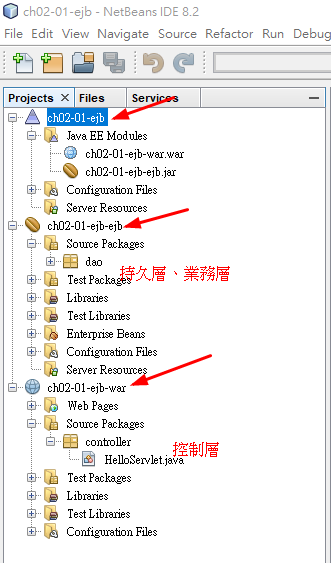 ch02-01-ejb - NetBeans IDE 8.2
File Edit View Navigate Source Refactor Run Debug
Projects × Files Services
ch02-01-ejb
Java EE Modules
ch02-01-ejb-war.war
ch02-01-ejb-ejb.jar
Configuration Files
Server Resources
ch02-01-ejb-ejb
Source Packages
dao
持久層、業務層
Test Packages
Libraries
Test Libraries
Enterprise Beans
Configuration Files
Server Resources
ch02-01-ejb-war
Web Pages
Source Packages
controller
控制層
HelloServlet.java
Test Packages
Libraries
Test Libraries
Configuration Files